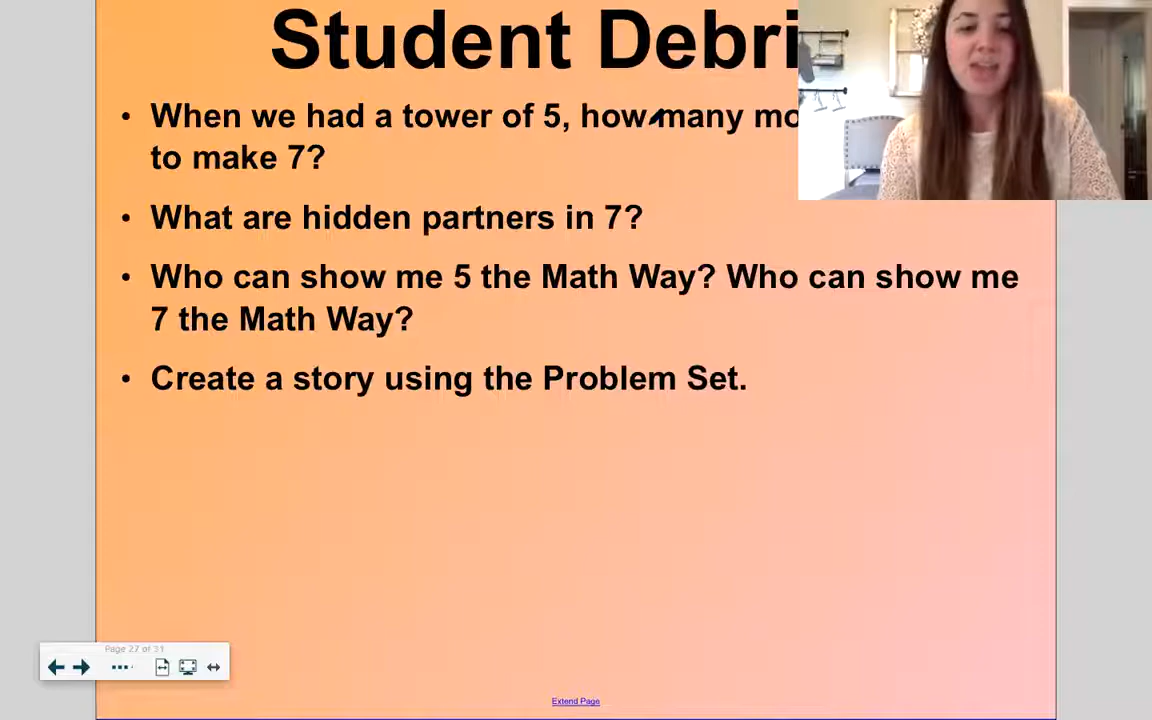 Student Debri
• When we had a tower of 5, how many mo
to make 7?
• What are hidden partners in 7?
• Who can show me 5 the Math Way? Who can show me
7 the Math Way?
• Create a story using the Problem Set.
Page 27 of 31
Extend Page